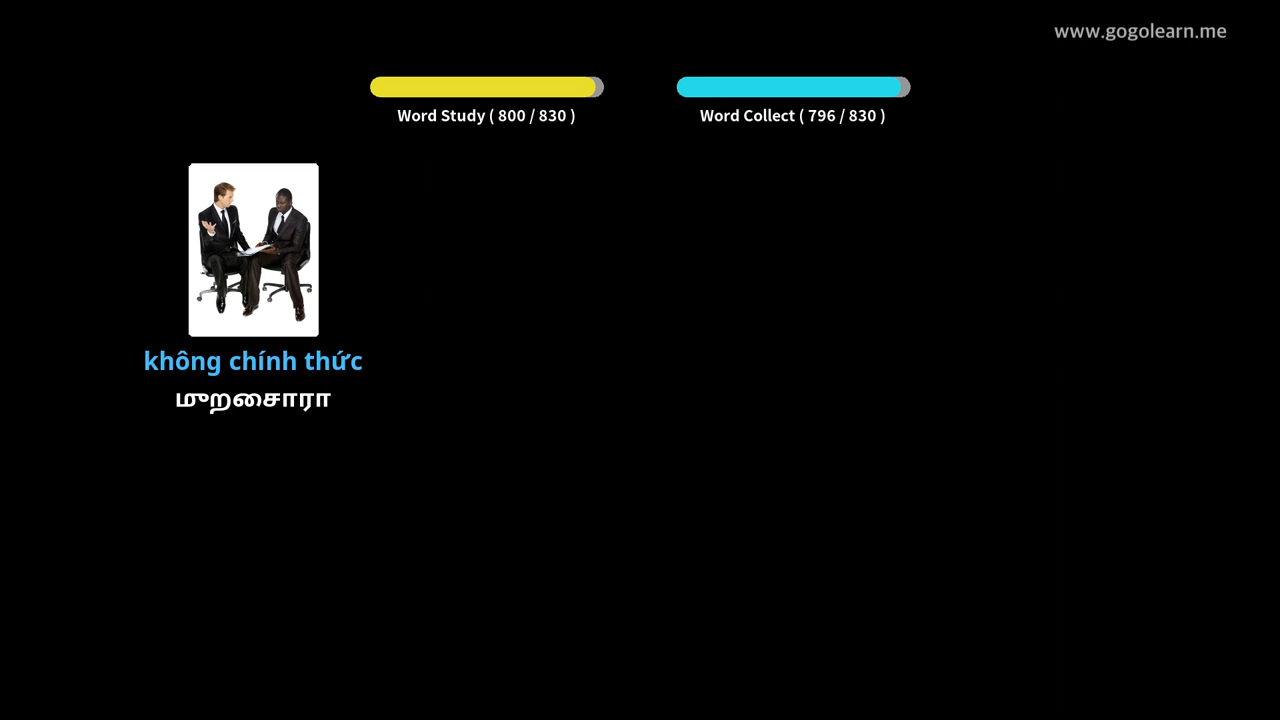 www.gogolearn.me
Word Study ( 800 / 830 )
Word Collect ( 796 / 830 )
không chính thức
முறைசாரா